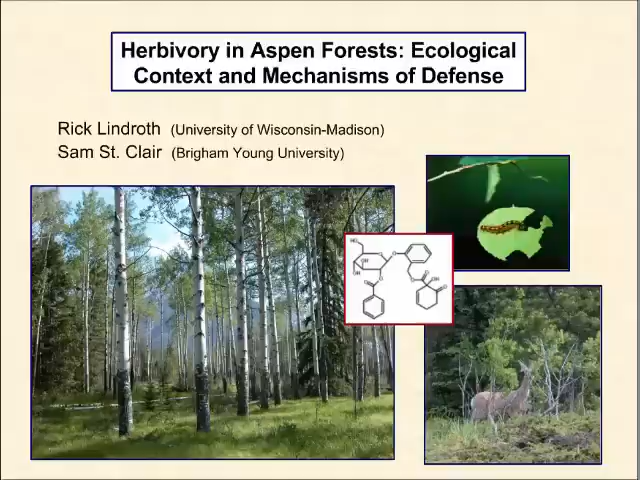 Herbivory in Aspen Forests: Ecological
Context and Mechanisms of Defense
Rick Lindroth (University of Wisconsin-Madison)
Sam St. Clair (Brigham Young University)